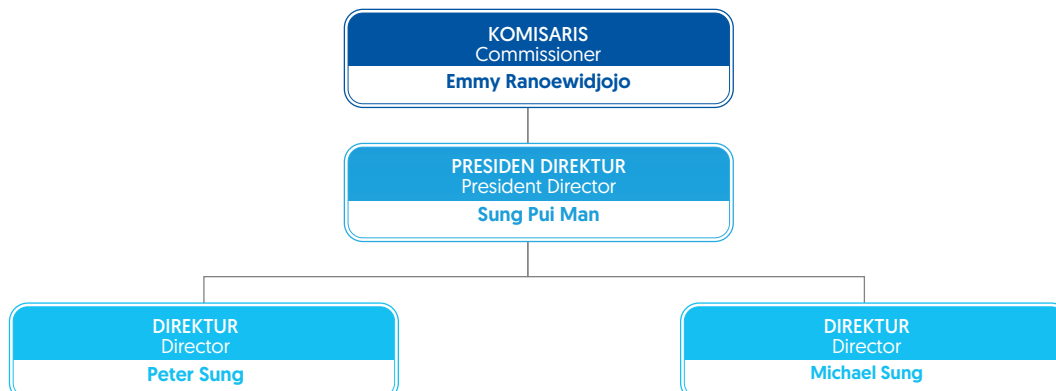 KOMISARIS
Commissioner
Emmy Ranoewidjojo
PRESIDEN DIREKTUR
President Director
Sung Pui Man
DIREKTUR
Director
Peter Sung
DIREKTUR
Director
Michael Sung